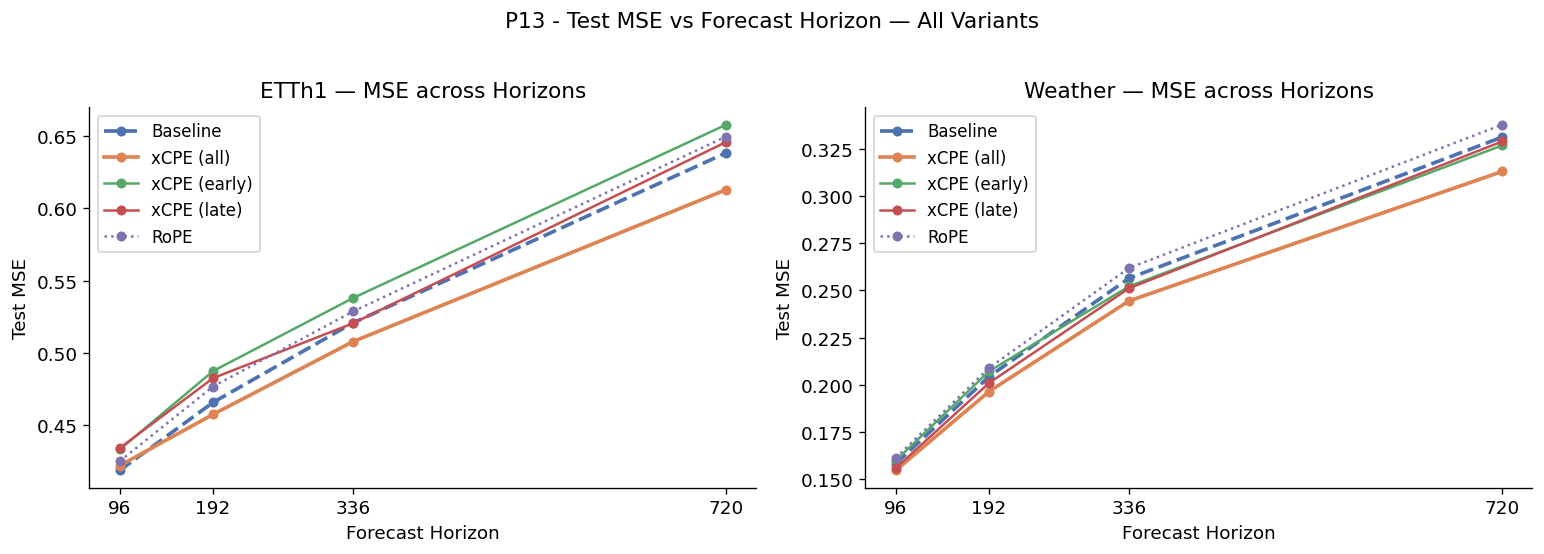 P13 - Test MSE vs Forecast Horizon — All Variants
ETTh1 — MSE across Horizons
Baseline
xCPE (all)
xCPE (early)
xCPE (late)
RoPE
0.65
0.60
0.55
0.50
0.45
Test MSE
96 192 336 720
Forecast Horizon
Weather — MSE across Horizons
Baseline
xCPE (all)
xCPE (early)
xCPE (late)
RoPE
0.325
0.300
0.275
0.250
0.225
0.200
0.175
0.150
Test MSE
96 192 336 720
Forecast Horizon